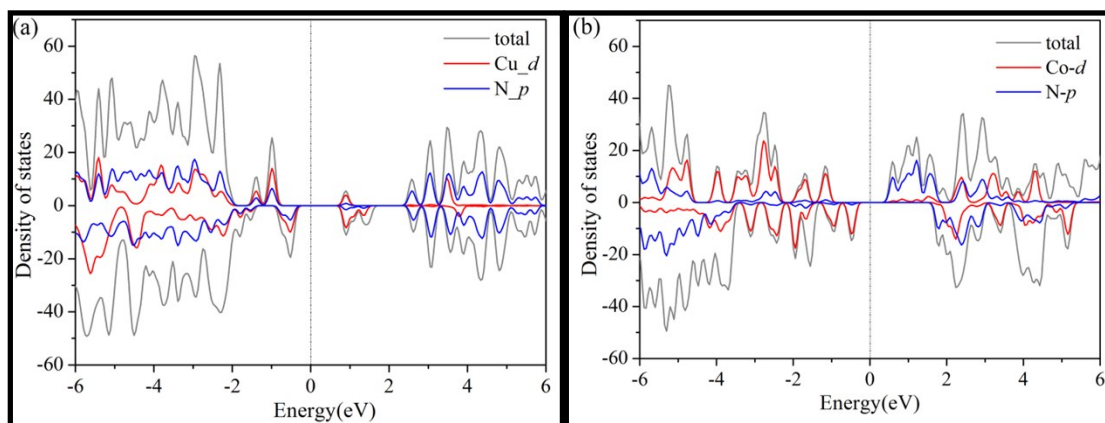 (a)
total
Cu_d
N_p
60
40
20
0
-20
-40
-60
Density of states
-6 -4 -2 0 2 4 6
Energy(eV)
(b)
total
Co-d
N-p
60
40
20
0
-20
-40
-60
Density of states
-6 -4 -2 0 2 4 6
Energy(eV)